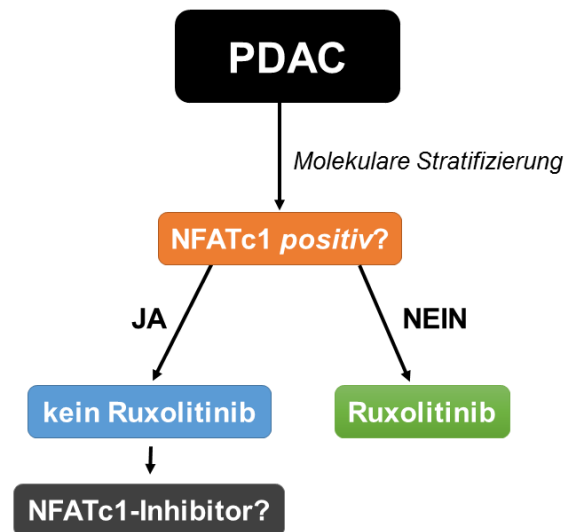 PDAC
Molekulare Stratifizierung
NFATc1 positiv?
JA
NEIN
kein Ruxolitinib
Ruxolitinib
NFATc1-Inhibitor?